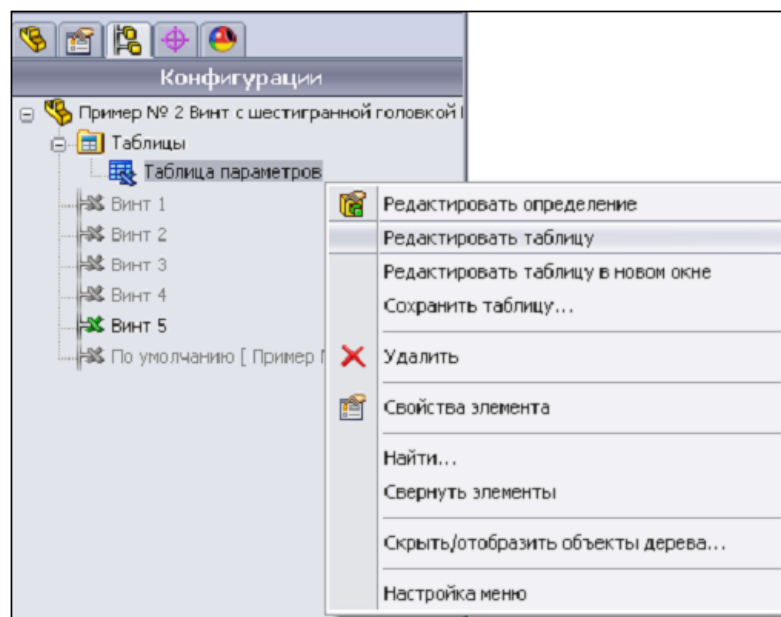 Конфигурации
Пример № 2 Винт с шестигранной головкой
Таблицы
Таблица параметров
Винт 1
Винт 2
Винт 3
Винт 4
Винт 5
По умолчанию [ Пример
Редактировать определение
Редактировать таблицу
Редактировать таблицу в новом окне
Сохранить таблицу...
Удалить
Свойства элемента
Найти...
Свернуть элементы
Скрыть/отобразить объекты дерева...
Настройка меню